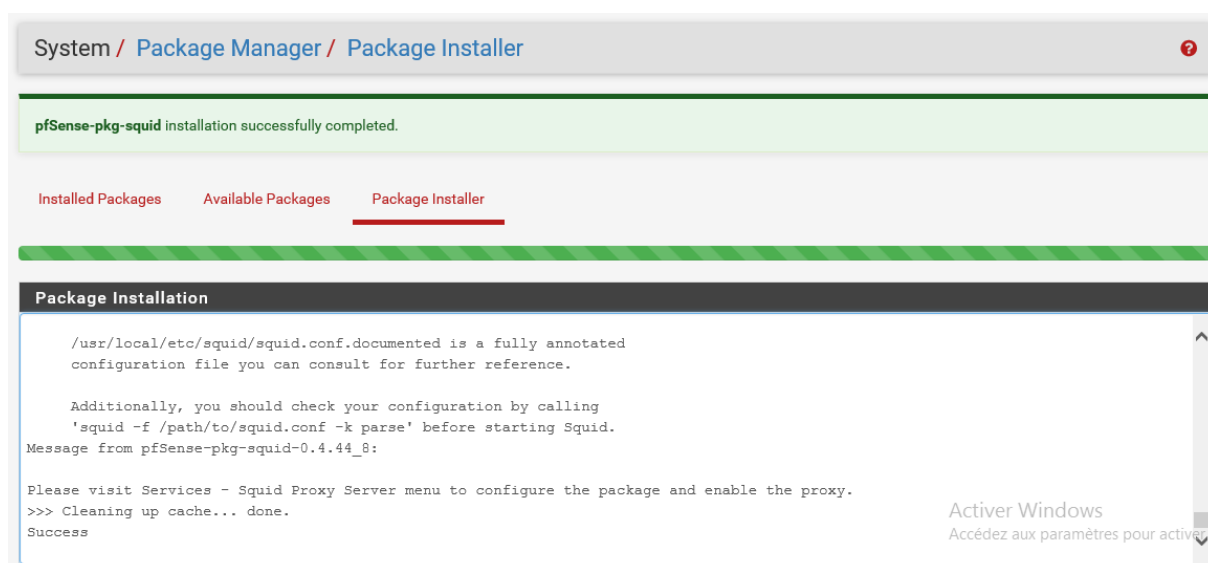 System / Package Manager / Package Installer
pfSense-pkg-squid installation successfully completed.
Installed Packages Available Packages Package Installer
Package Installation
/usr/local/etc/squid/squid.conf.documented is a fully annotated
configuration file you can consult for further reference.
Additionally, you should check your configuration by calling
'squid -f /path/to/squid.conf -k parse' before starting Squid.
Message from pfSense-pkg-squid-0.4.44_8:
Please visit Services - Squid Proxy Server menu to configure the package and enable the proxy.
>>> Cleaning up cache... done.
Success
Activer Windows
Accédez aux paramètres pour activer